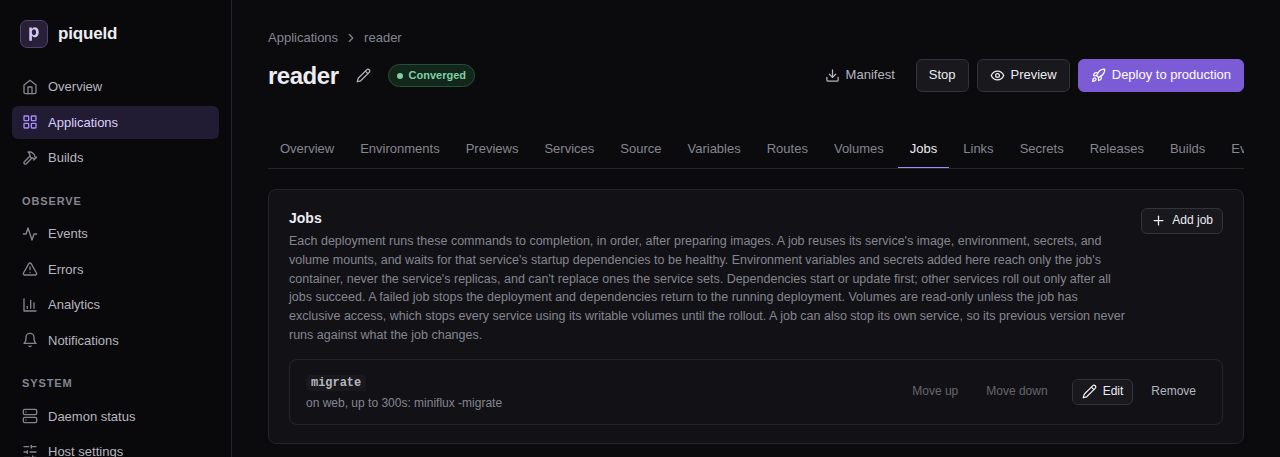 piqueld
Overview
Applications
Builds
OBSERVE
Events
Errors
Analytics
Notifications
SYSTEM
Daemon status
Host settings
Applications > reader
reader
Converged
Manifest
Stop
Preview
Deploy to production
Overview Environments Previews Services Source Variables Routes Volumes Jobs Links Secrets Releases Builds Ev
Jobs
Add job
Each deployment runs these commands to completion, in order, after preparing images. A job reuses its service's image, environment, secrets, and
volume mounts, and waits for that service's startup dependencies to be healthy. Environment variables and secrets added here reach only the job's
container, never the service's replicas, and can't replace ones the service sets. Dependencies start or update first; other services roll out only after all
jobs succeed. A failed job stops the deployment and dependencies return to the running deployment. Volumes are read-only unless the job has
exclusive access, which stops every service using its writable volumes until the rollout. A job can also stop its own service, so its previous version never
runs against what the job changes.
migrate
on web, up to 300s: miniflux -migrate
Move up
Move down
Edit
Remove